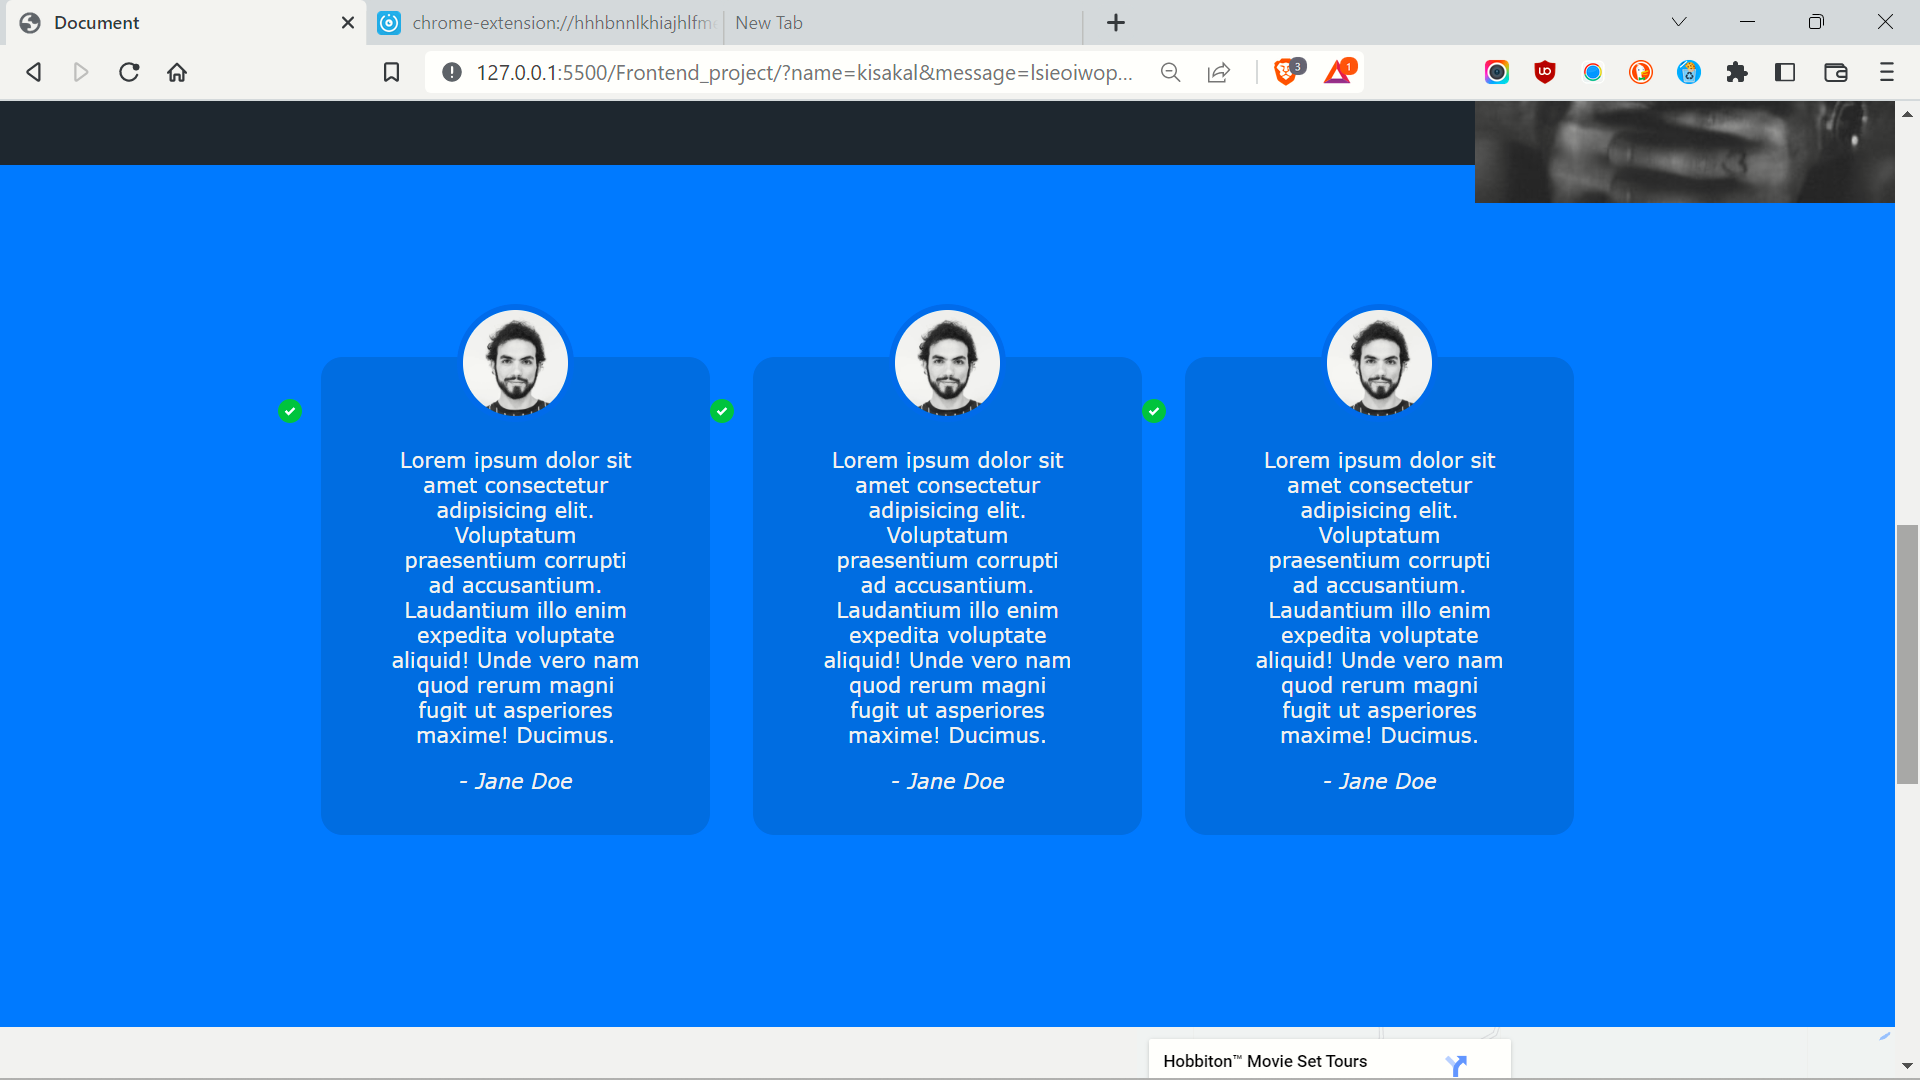 Document
chrome-extension://hhhbnnlkhiajhlfm
New Tab
127.0.0.1:5500/Frontend_project/?name=kisakal&message=lsieoiwop...
3
1
Lorem ipsum dolor sit
amet consectetur
adipisicing elit.
Voluptatum
praesentium corrupti
ad accusantium.
Laudantium illo enim
expedita voluptate
aliquid! Unde vero nam
quod rerum magni
fugit ut asperiores
maxime! Ducimus.
- Jane Doe
Lorem ipsum dolor sit
amet consectetur
adipisicing elit.
Voluptatum
praesentium corrupti
ad accusantium.
Laudantium illo enim
expedita voluptate
aliquid! Unde vero nam
quod rerum magni
fugit ut asperiores
maxime! Ducimus.
- Jane Doe
Lorem ipsum dolor sit
amet consectetur
adipisicing elit.
Voluptatum
praesentium corrupti
ad accusantium.
Laudantium illo enim
expedita voluptate
aliquid! Unde vero nam
quod rerum magni
fugit ut asperiores
maxime! Ducimus.
- Jane Doe
Hobbiton™ Movie Set Tours